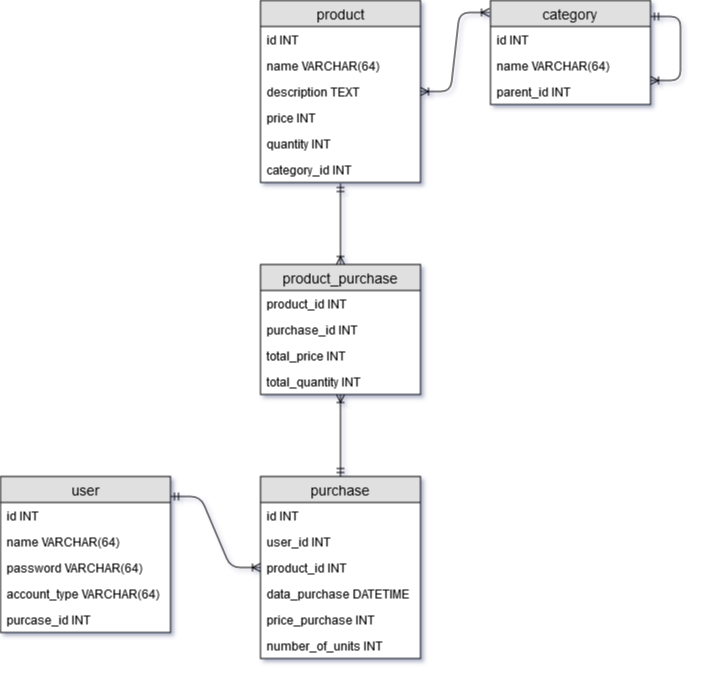 product
id INT
name VARCHAR(64)
description TEXT
price INT
quantity INT
category_id INT
category
id INT
name VARCHAR(64)
parent_id INT
product_purchase
product_id INT
purchase_id INT
total_price INT
total_quantity INT
user
id INT
name VARCHAR(64)
password VARCHAR(64)
account_type VARCHAR(64)
purcase_id INT
purchase
id INT
user_id INT
product_id INT
data_purchase DATETIME
price_purchase INT
number_of_units INT